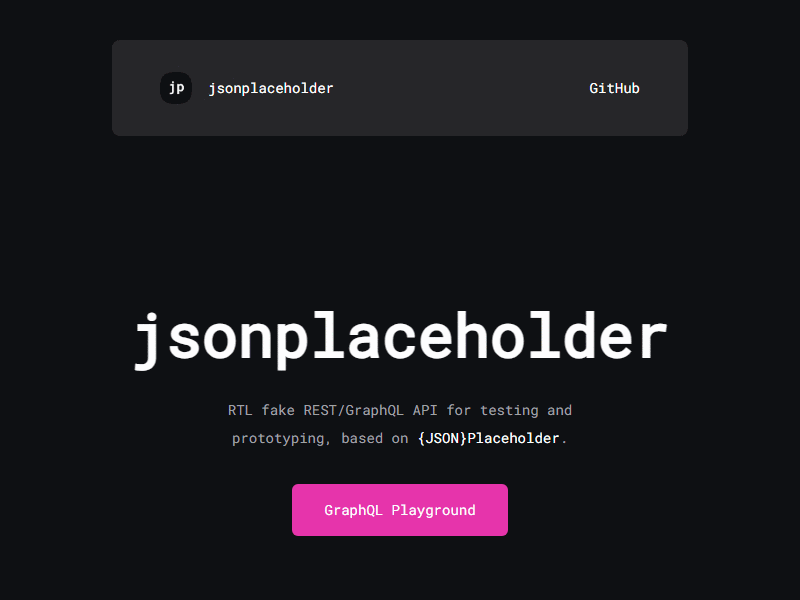 jp jsonplaceholder GitHub
jsonplaceholder
RTL fake REST/GraphQL API for testing and
prototyping, based on {JSON}Placeholder.
GraphQL Playground